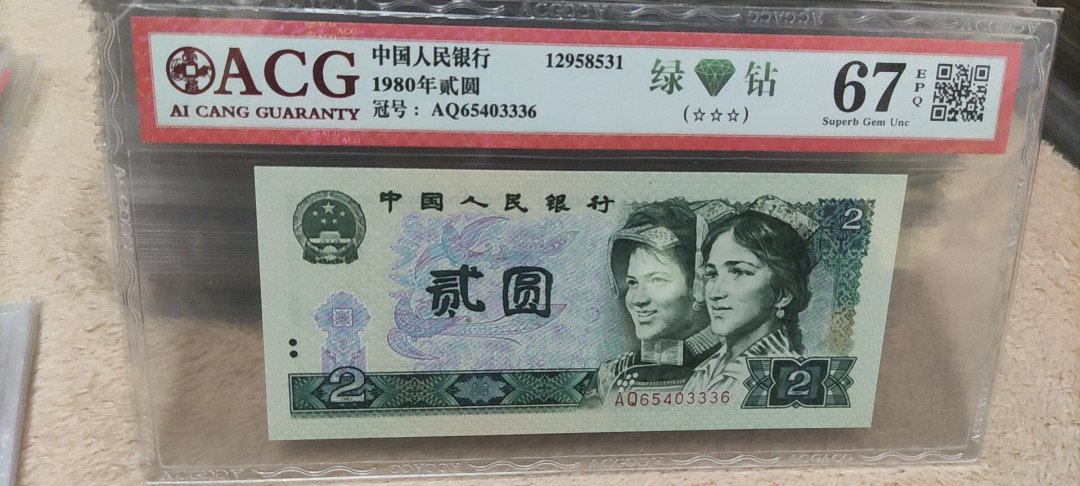 ACG
AI CANG GUARANTY
中国人民银行
1980年贰圆
冠号： AQ65403336
12958531
绿 钻
(☆☆☆)
67
EPQ
Superb Gem Unc
中国人民银行
贰圆
2
2
AQ65403336
2